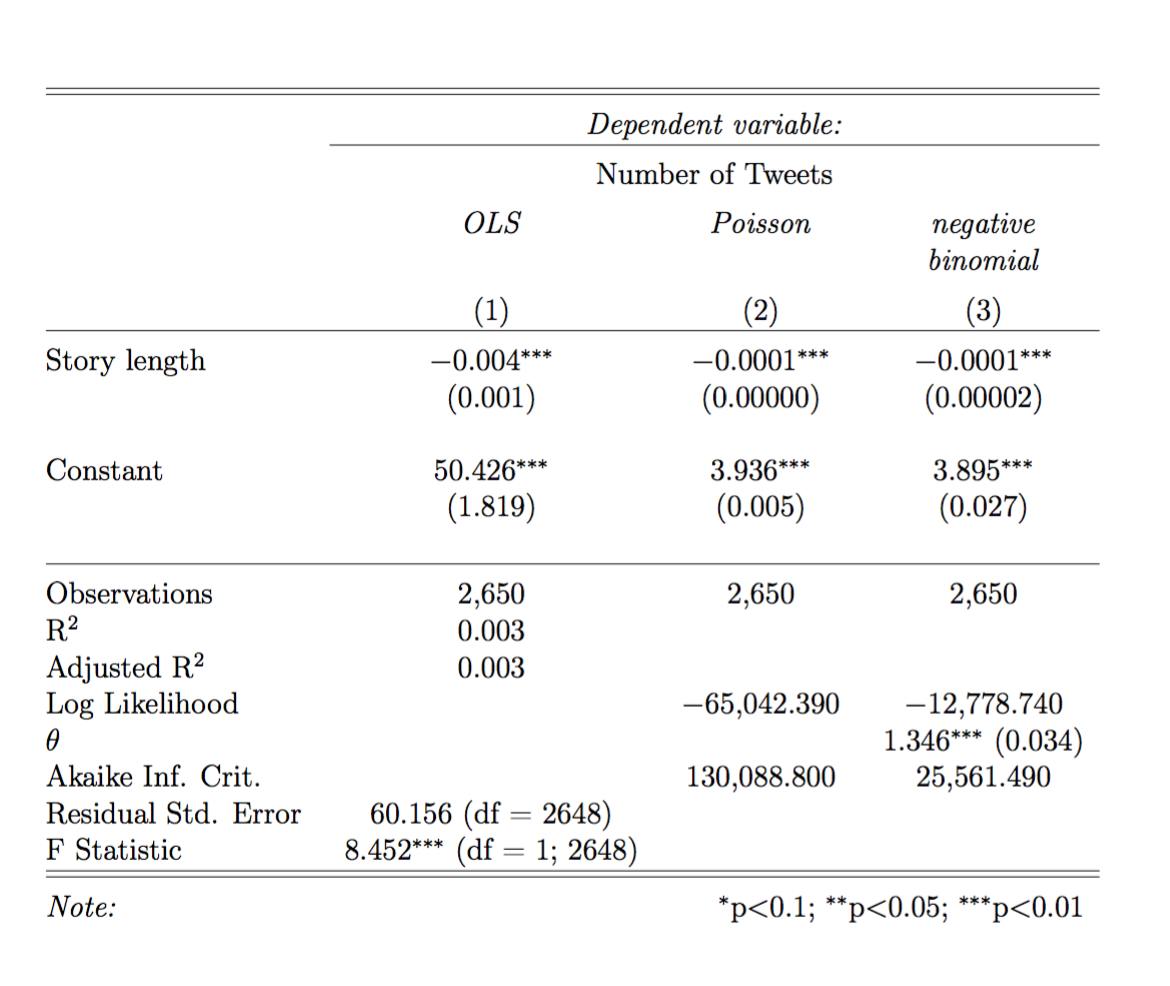 Dependent variable:
Number of Tweets
OLS Poisson negative
binomial
(1) (2) (3)
Story length −0.004*** −0.0001*** −0.0001***
(0.001) (0.00000) (0.00002)
Constant 50.426*** 3.936*** 3.895***
(1.819) (0.005) (0.027)
Observations 2,650 2,650 2,650
R² 0.003
Adjusted R² 0.003
Log Likelihood −65,042.390 −12,778.740
θ 1.346*** (0.034)
Akaike Inf. Crit. 130,088.800 25,561.490
Residual Std. Error 60.156 (df = 2648)
F Statistic 8.452*** (df = 1; 2648)
Note: *p<0.1; **p<0.05; ***p<0.01